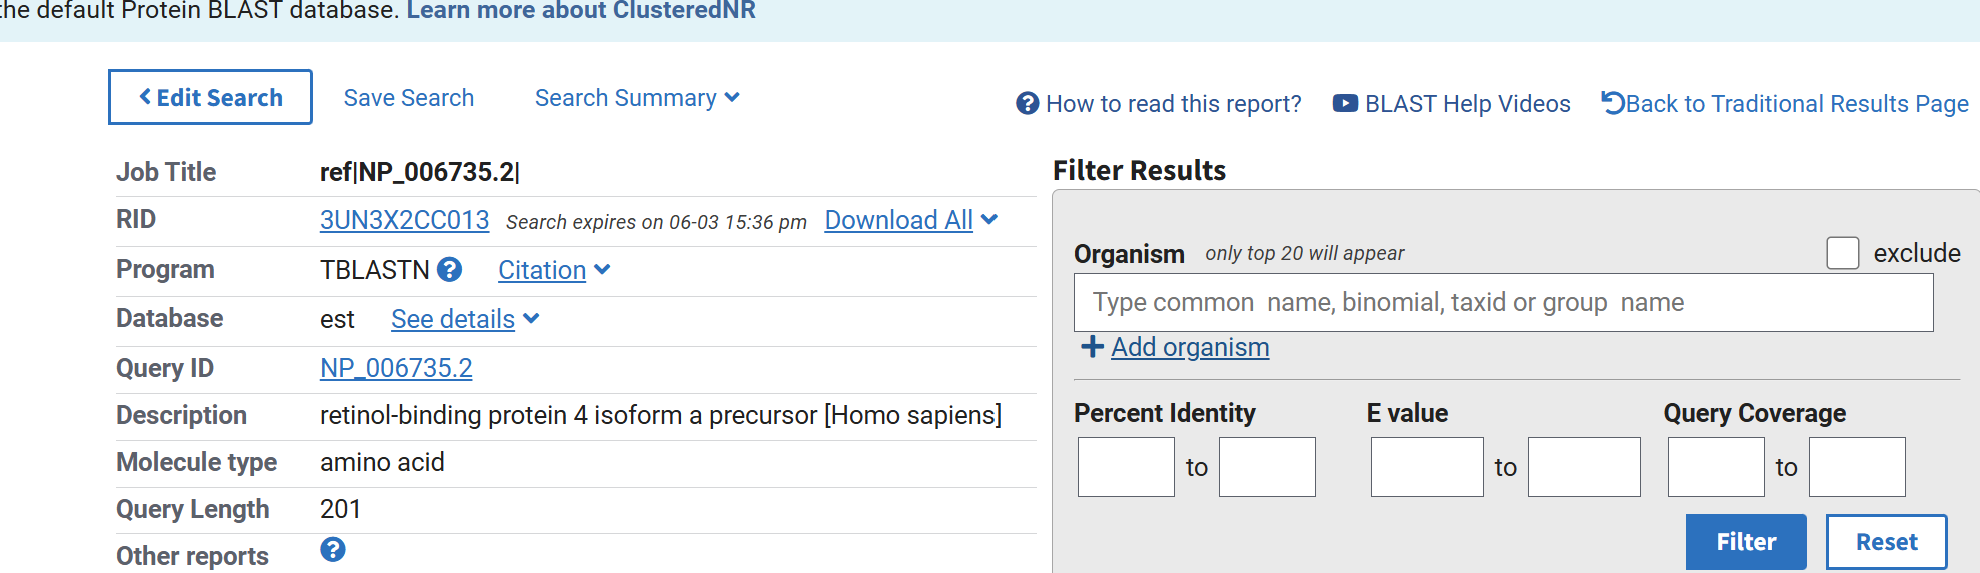 the default Protein BLAST database. Learn more about ClusteredNR
Edit Search Save Search Search Summary
How to read this report? BLAST Help Videos Back to Traditional Results Page
Job Title ref|NP_006735.2|
RID 3UN3X2CC013 Search expires on 06-03 15:36 pm Download All
Program TBLASTN Citation
Database est See details
Query ID NP_006735.2
Description retinol-binding protein 4 isoform a precursor [Homo sapiens]
Molecule type amino acid
Query Length 201
Other reports
Filter Results
Organism only top 20 will appear exclude
Type common name, binomial, taxid or group name
Add organism
Percent Identity E value Query Coverage
to to to
Filter Reset